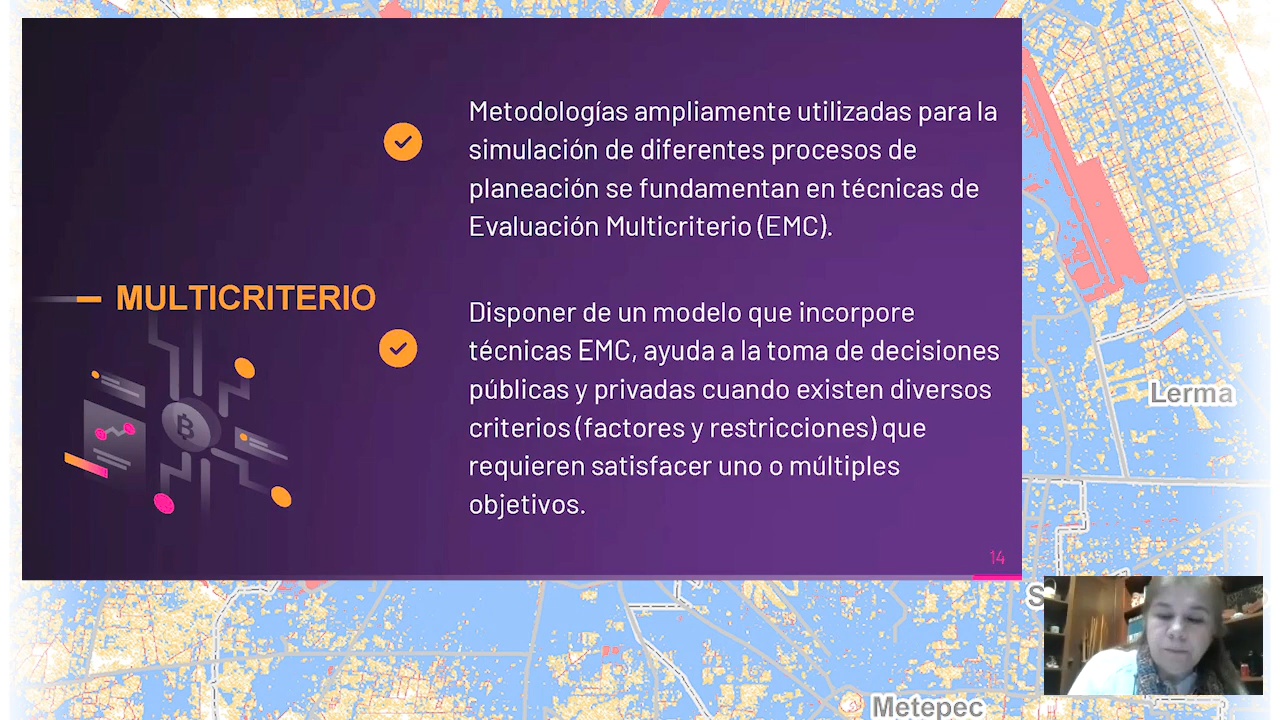 Metodologías ampliamente utilizadas para la
simulación de diferentes procesos de
planeación se fundamentan en técnicas de
Evaluación Multicriterio (EMC).
MULTICRITERIO
Disponer de un modelo que incorpore
técnicas EMC, ayuda a la toma de decisiones
públicas y privadas cuando existen diversos
criterios (factores y restricciones) que
requieren satisfacer uno o múltiples
objetivos.
14
Lerma
S
Metepec